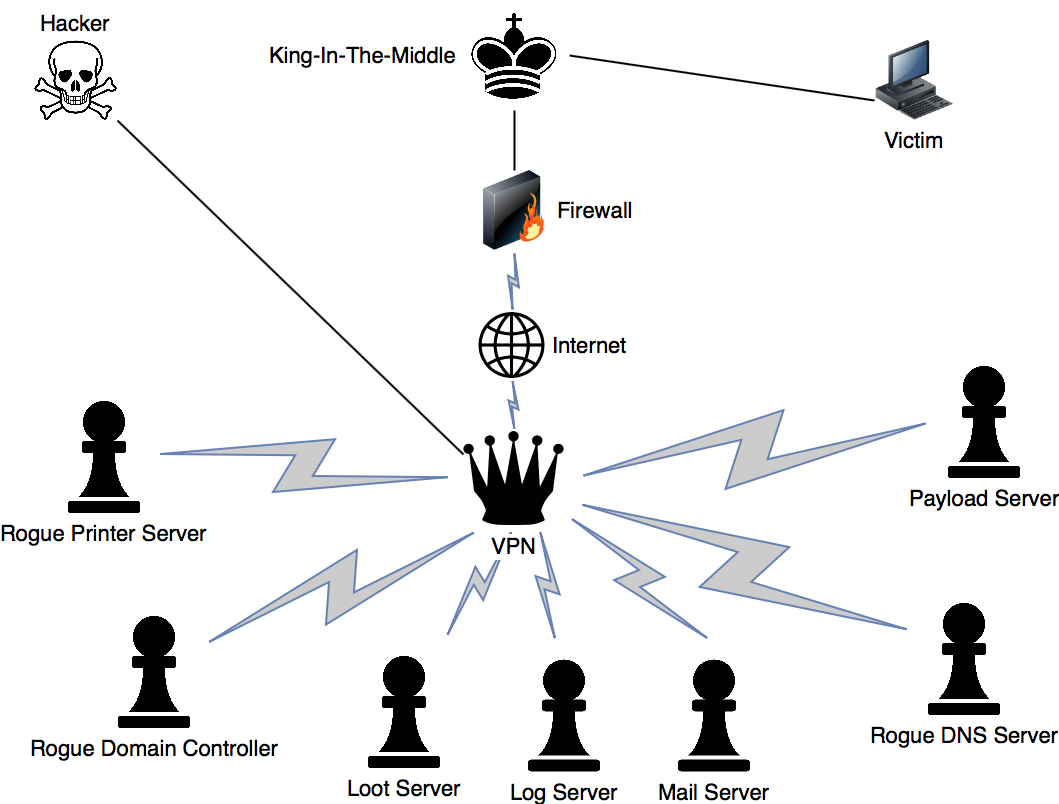 Hacker
King-In-The-Middle
Victim
Firewall
Internet
Payload Server
Rogue Printer Server
VPN
Rogue Domain Controller
Rogue DNS Server
Loot Server
Log Server
Mail Server